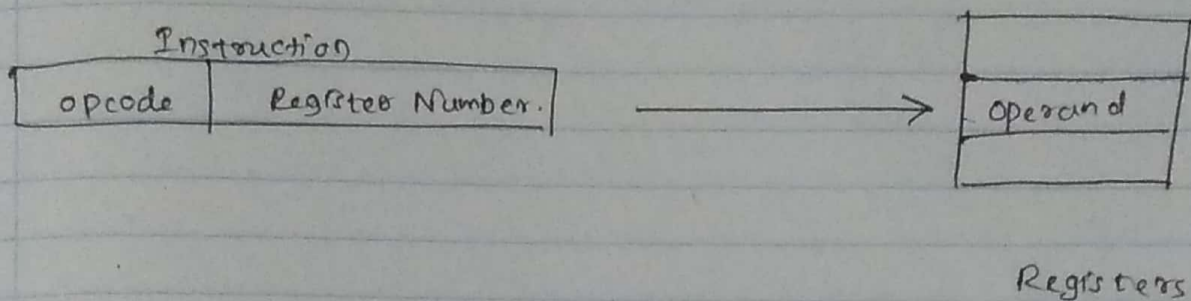 Instruction
opcode Register Number.
operand
Registers